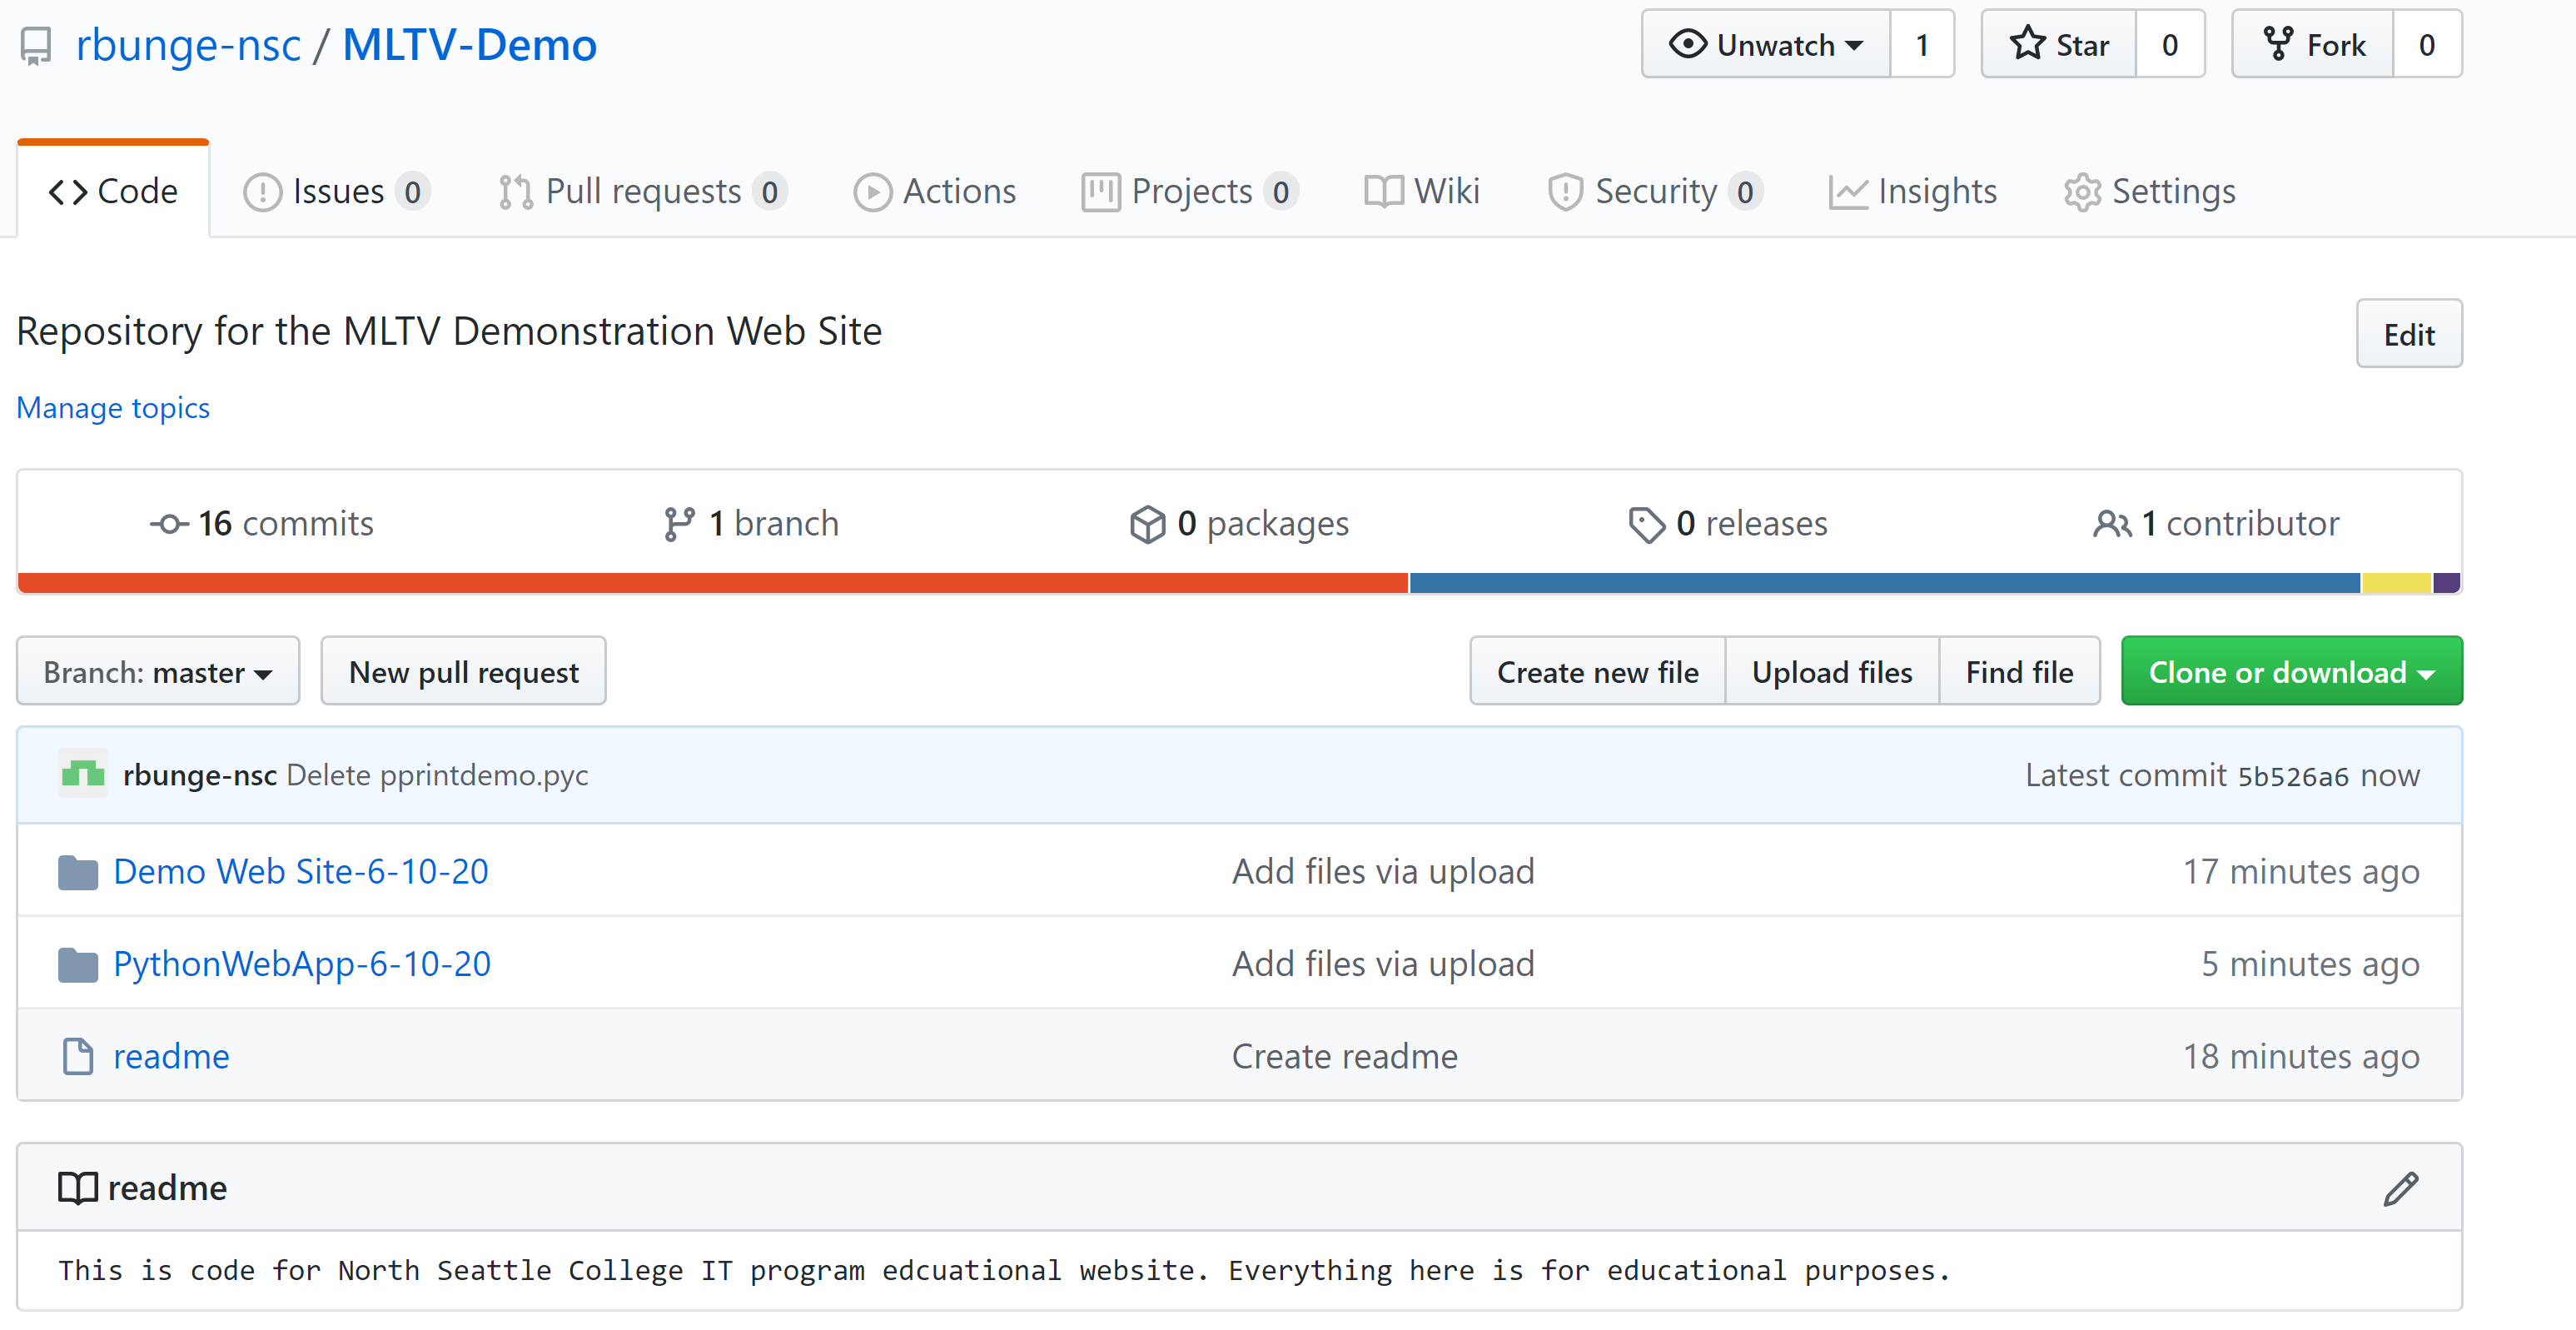 rbunge-nsc / MLTV-Demo Unwatch 1 Star 0 Fork 0
Code Issues 0 Pull requests 0 Actions Projects 0 Wiki Security 0 Insights Settings
Repository for the MLTV Demonstration Web Site Edit
Manage topics
16 commits 1 branch 0 packages 0 releases 1 contributor
Branch: master New pull request Create new file Upload files Find file Clone or download
rbunge-nsc Delete pprintdemo.pyc Latest commit 5b526a6 now
Demo Web Site-6-10-20 Add files via upload 17 minutes ago
PythonWebApp-6-10-20 Add files via upload 5 minutes ago
readme Create readme 18 minutes ago
readme
This is code for North Seattle College IT program edcuational website. Everything here is for educational purposes.